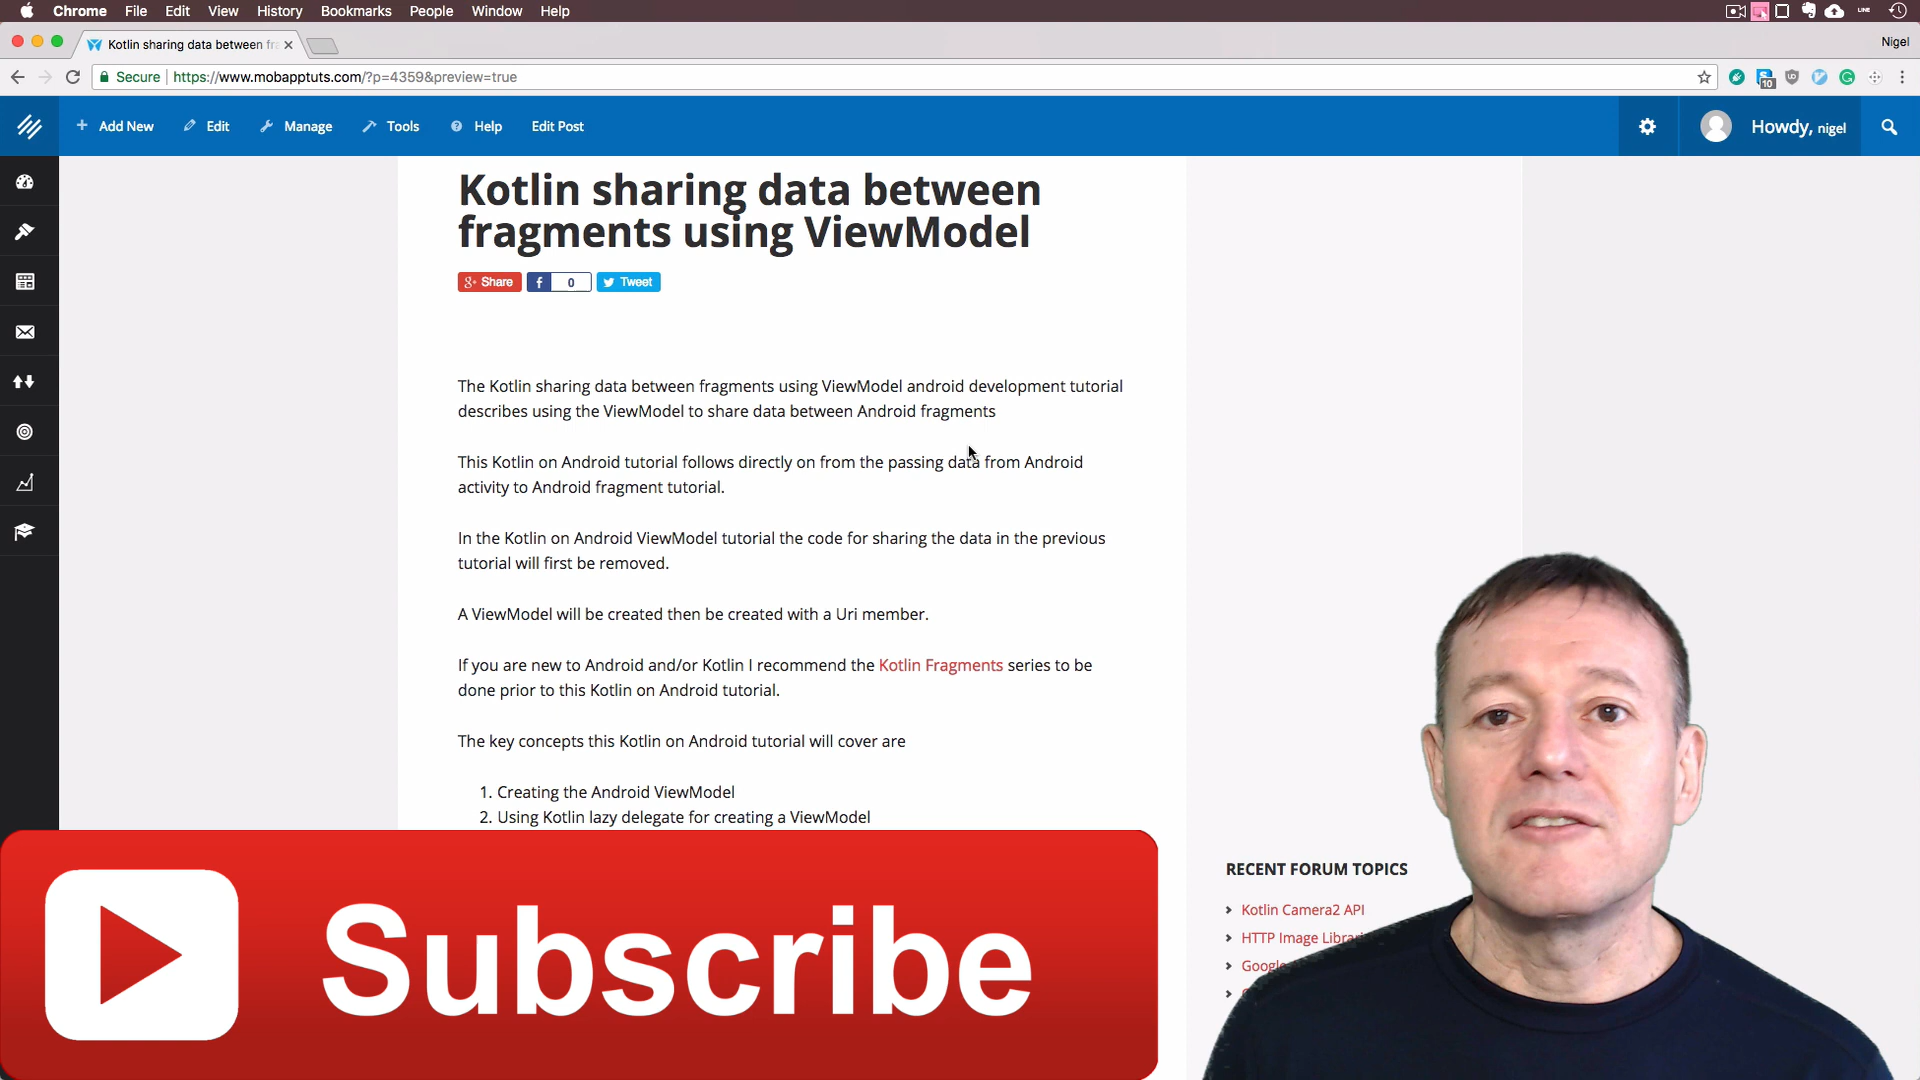 Chrome File Edit View History Bookmarks People Window Help
LINE
Kotlin sharing data between fr
Nigel
Secure https://www.mobapptuts.com/?p=4359&preview=true
10
Add New Edit Manage Tools Help Edit Post
Howdy, nigel
Kotlin sharing data between
fragments using ViewModel
G+ Share f 0 Tweet
The Kotlin sharing data between fragments using ViewModel android development tutorial
describes using the ViewModel to share data between Android fragments
This Kotlin on Android tutorial follows directly on from the passing data from Android
activity to Android fragment tutorial.
In the Kotlin on Android ViewModel tutorial the code for sharing the data in the previous
tutorial will first be removed.
A ViewModel will be created then be created with a Uri member.
If you are new to Android and/or Kotlin I recommend the Kotlin Fragments series to be
done prior to this Kotlin on Android tutorial.
The key concepts this Kotlin on Android tutorial will cover are
1. Creating the Android ViewModel
2. Using Kotlin lazy delegate for creating a ViewModel
Subscribe
RECENT FORUM TOPICS
Kotlin Camera2 API
HTTP Image Librari
Google